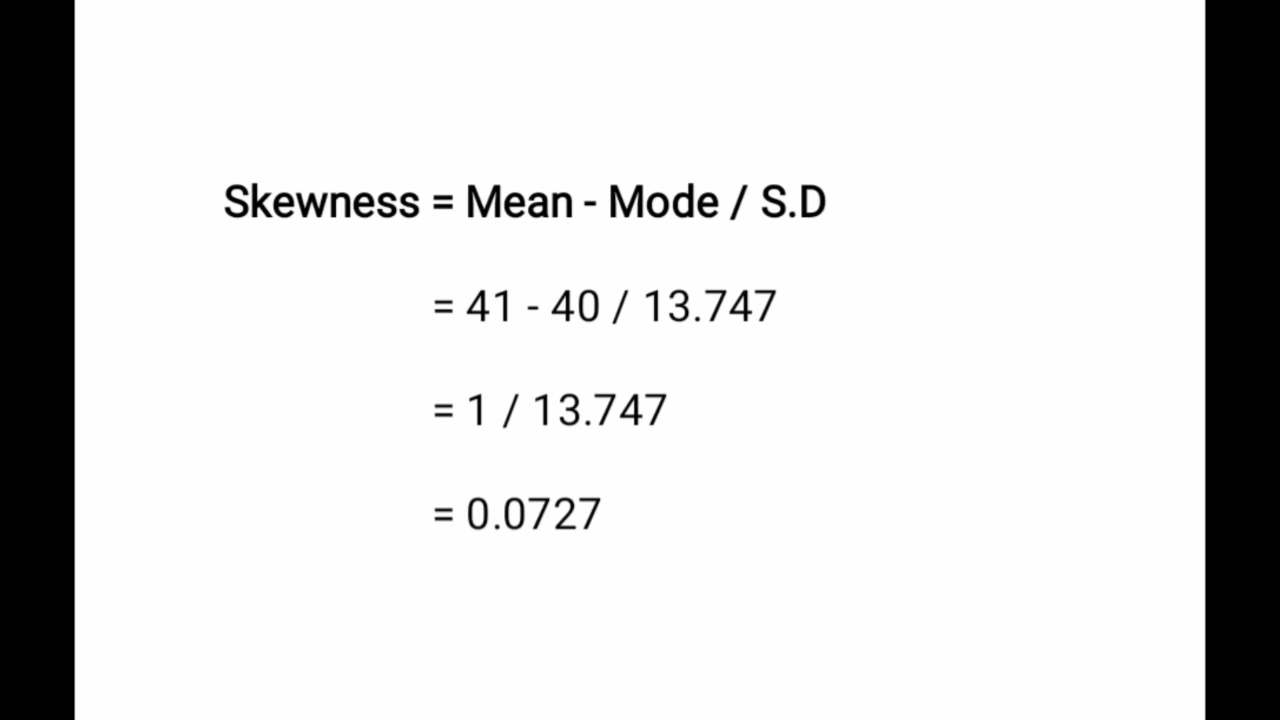 Skewness = Mean - Mode / S.D
= 41 - 40 / 13.747
= 1 / 13.747
= 0.0727